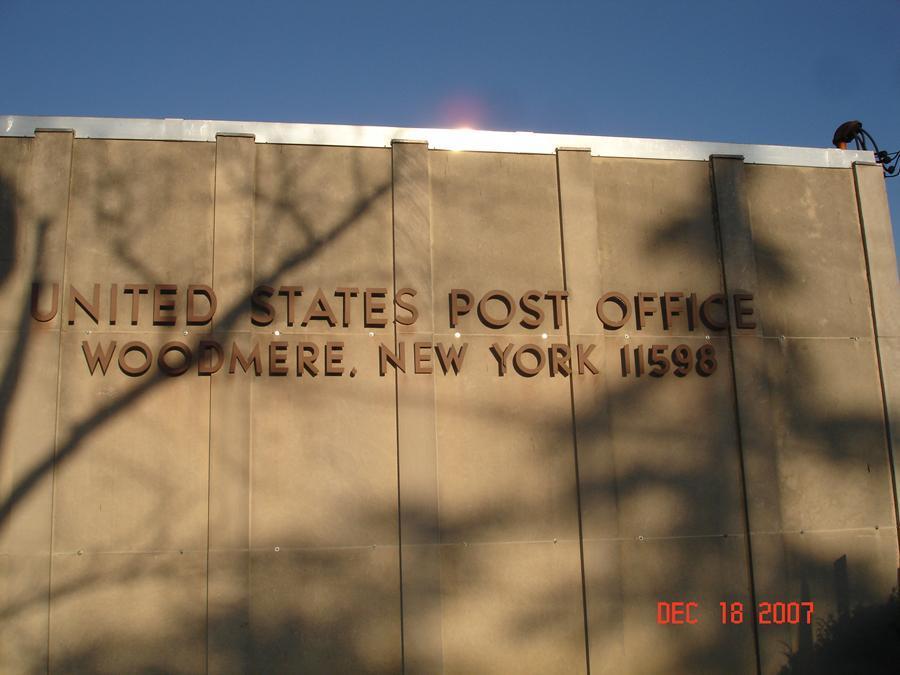 UNITED STATES POST OFFICE
WOODMERE, NEW YORK 11598
DEC 18 2007